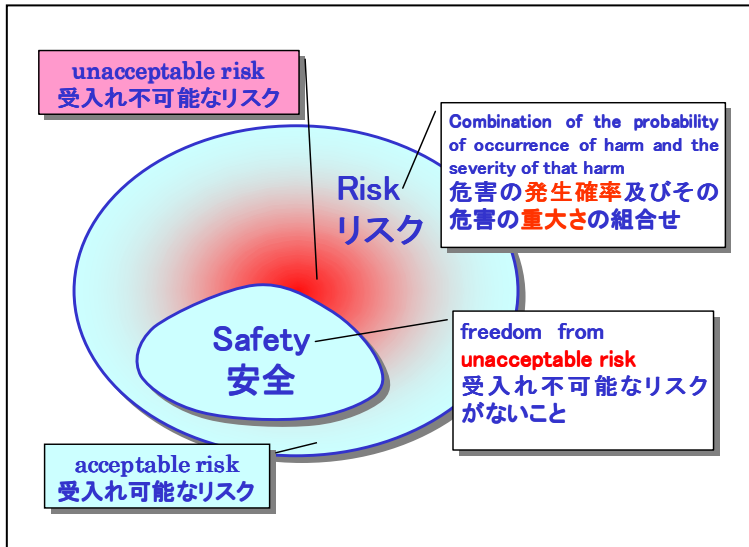 unacceptable risk
受入れ不可能なリスク
Combination of the probability
of occurrence of harm and the
severity of that harm
危害の発生確率及びその
危害の重大さの組合せ
Risk
リスク
Safety
安全
freedom from
unacceptable risk
受入れ不可能なリスク
がないこと
acceptable risk
受入れ可能なリスク